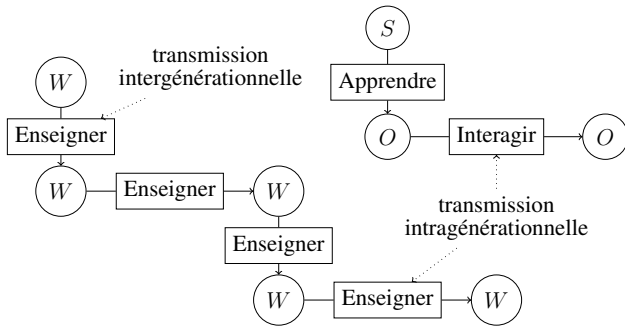 S
transmission
intergénérationnelle
W
Apprendre
Enseigner
O
Interagir
O
W
Enseigner
W
transmission
intragénérationnelle
Enseigner
W
Enseigner
W